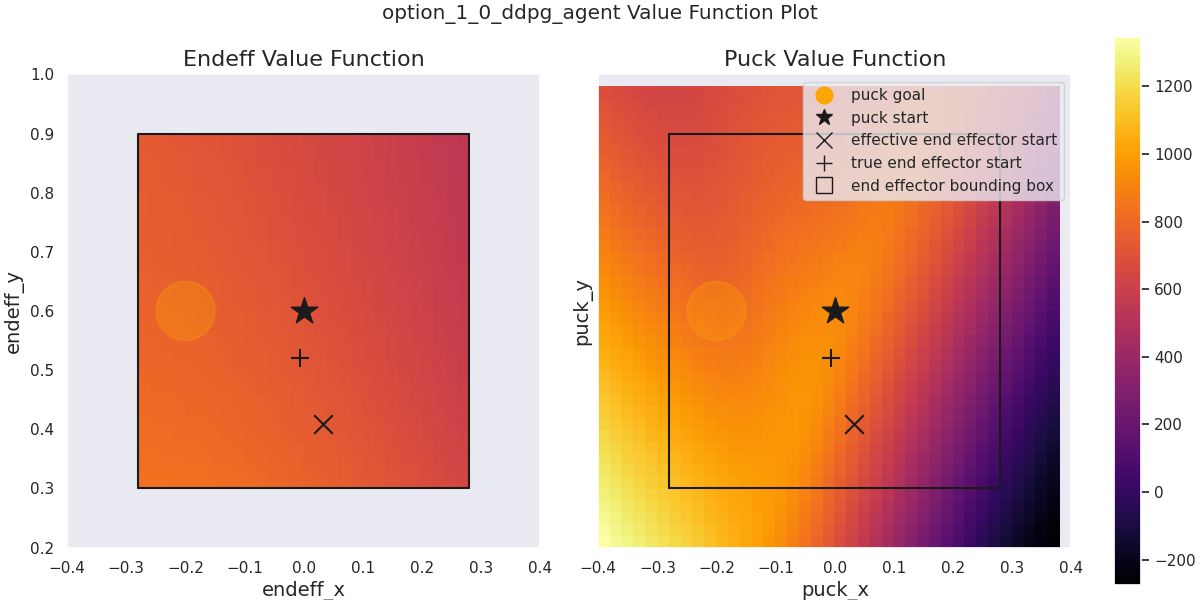 option_1_0_ddpg_agent Value Function Plot
Endeff Value Function
Puck Value Function
1.0
0.9
0.8
0.7
0.6
0.5
0.4
0.3
0.2
endeff_y
−0.4 −0.3 −0.2 −0.1 0.0 0.1 0.2 0.3 0.4
endeff_x
puck_y
puck goal
puck start
effective end effector start
true end effector start
end effector bounding box
−0.4 −0.3 −0.2 −0.1 0.0 0.1 0.2 0.3 0.4
puck_x
1200
1000
800
600
400
200
0
−200